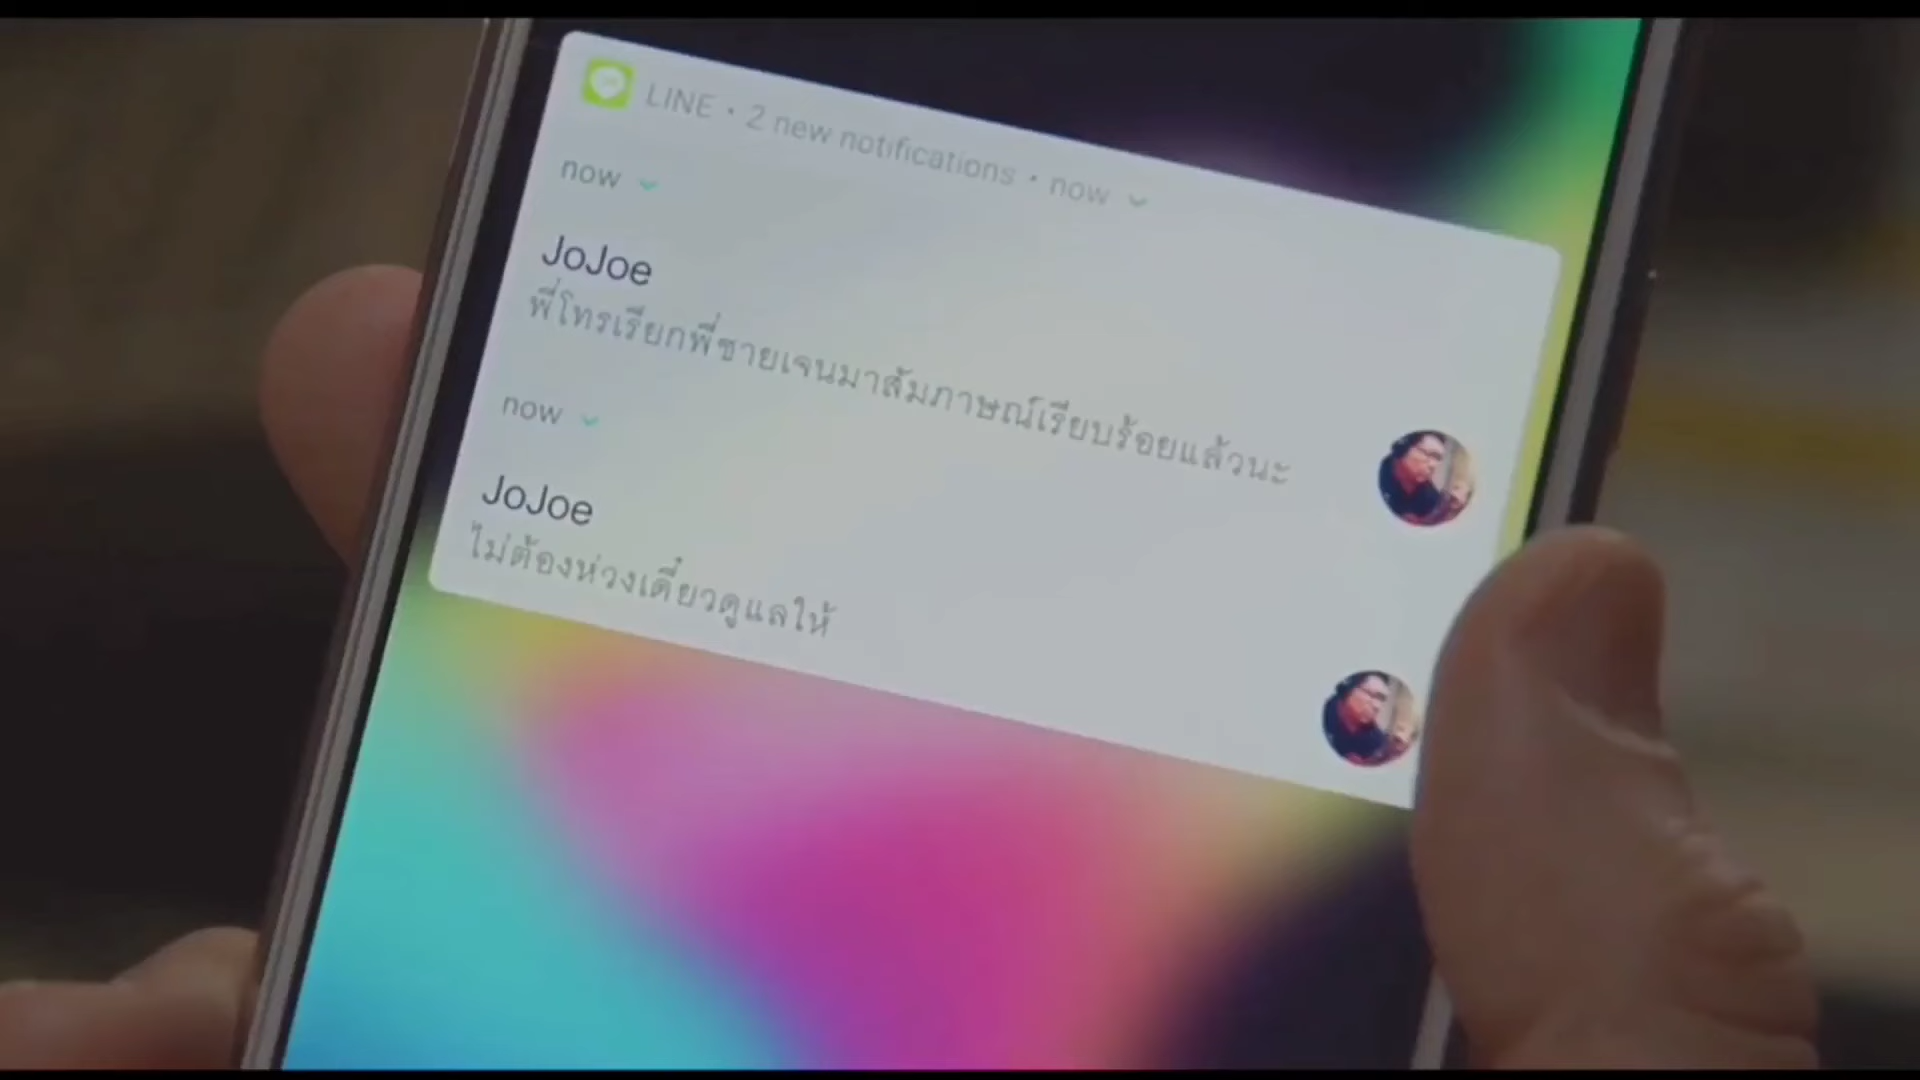 LINE • 2 new notifications • now
now
JoJoe
พี่โทรเรียกพี่ชายเจนมาสัมภาษณ์เรียบร้อยแล้วนะ
now
JoJoe
ไม่ต้องห่วงเดี๋ยวดูแลให้